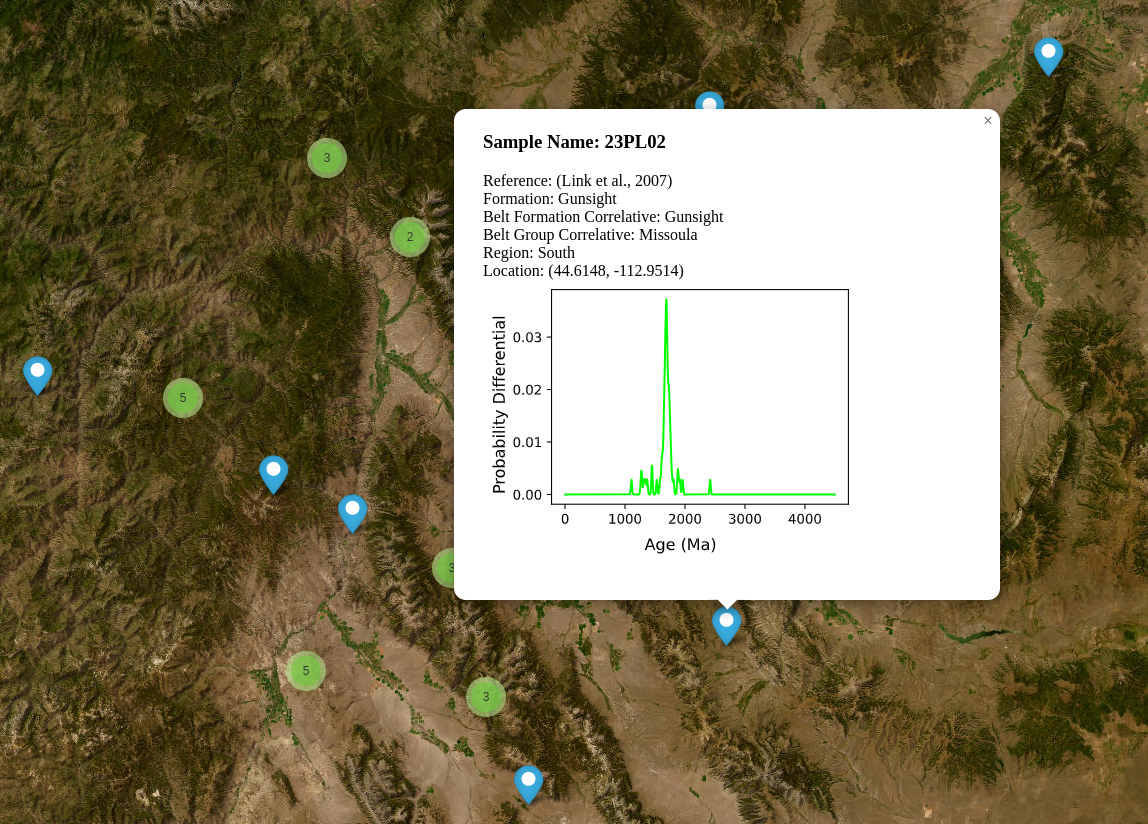 ×
Sample Name: 23PL02
Reference: (Link et al., 2007)
Formation: Gunsight
Belt Formation Correlative: Gunsight
Belt Group Correlative: Missoula
Region: South
Location: (44.6148, -112.9514)
Probability Differential
0.03
0.02
0.01
0.00
0 1000 2000 3000 4000
Age (Ma)
3
2
5
3
5
3